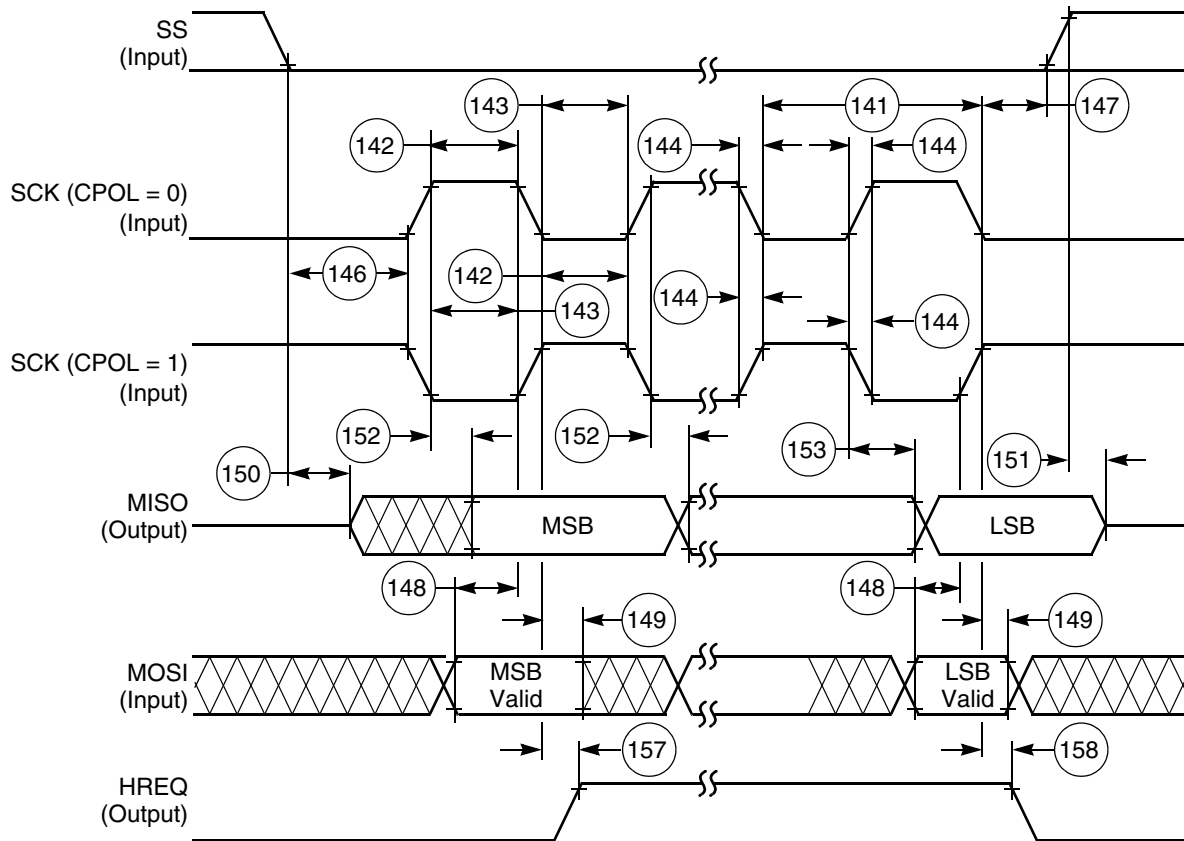 SS
(Input)
143
141
147
142
144
144
SCK (CPOL = 0)
(Input)
146
142
144
143
144
SCK (CPOL = 1)
(Input)
152
152
153
150
151
MISO
(Output)
MSB
LSB
148
148
149
149
MOSI
(Input)
MSB
Valid
LSB
Valid
157
158
HREQ
(Output)